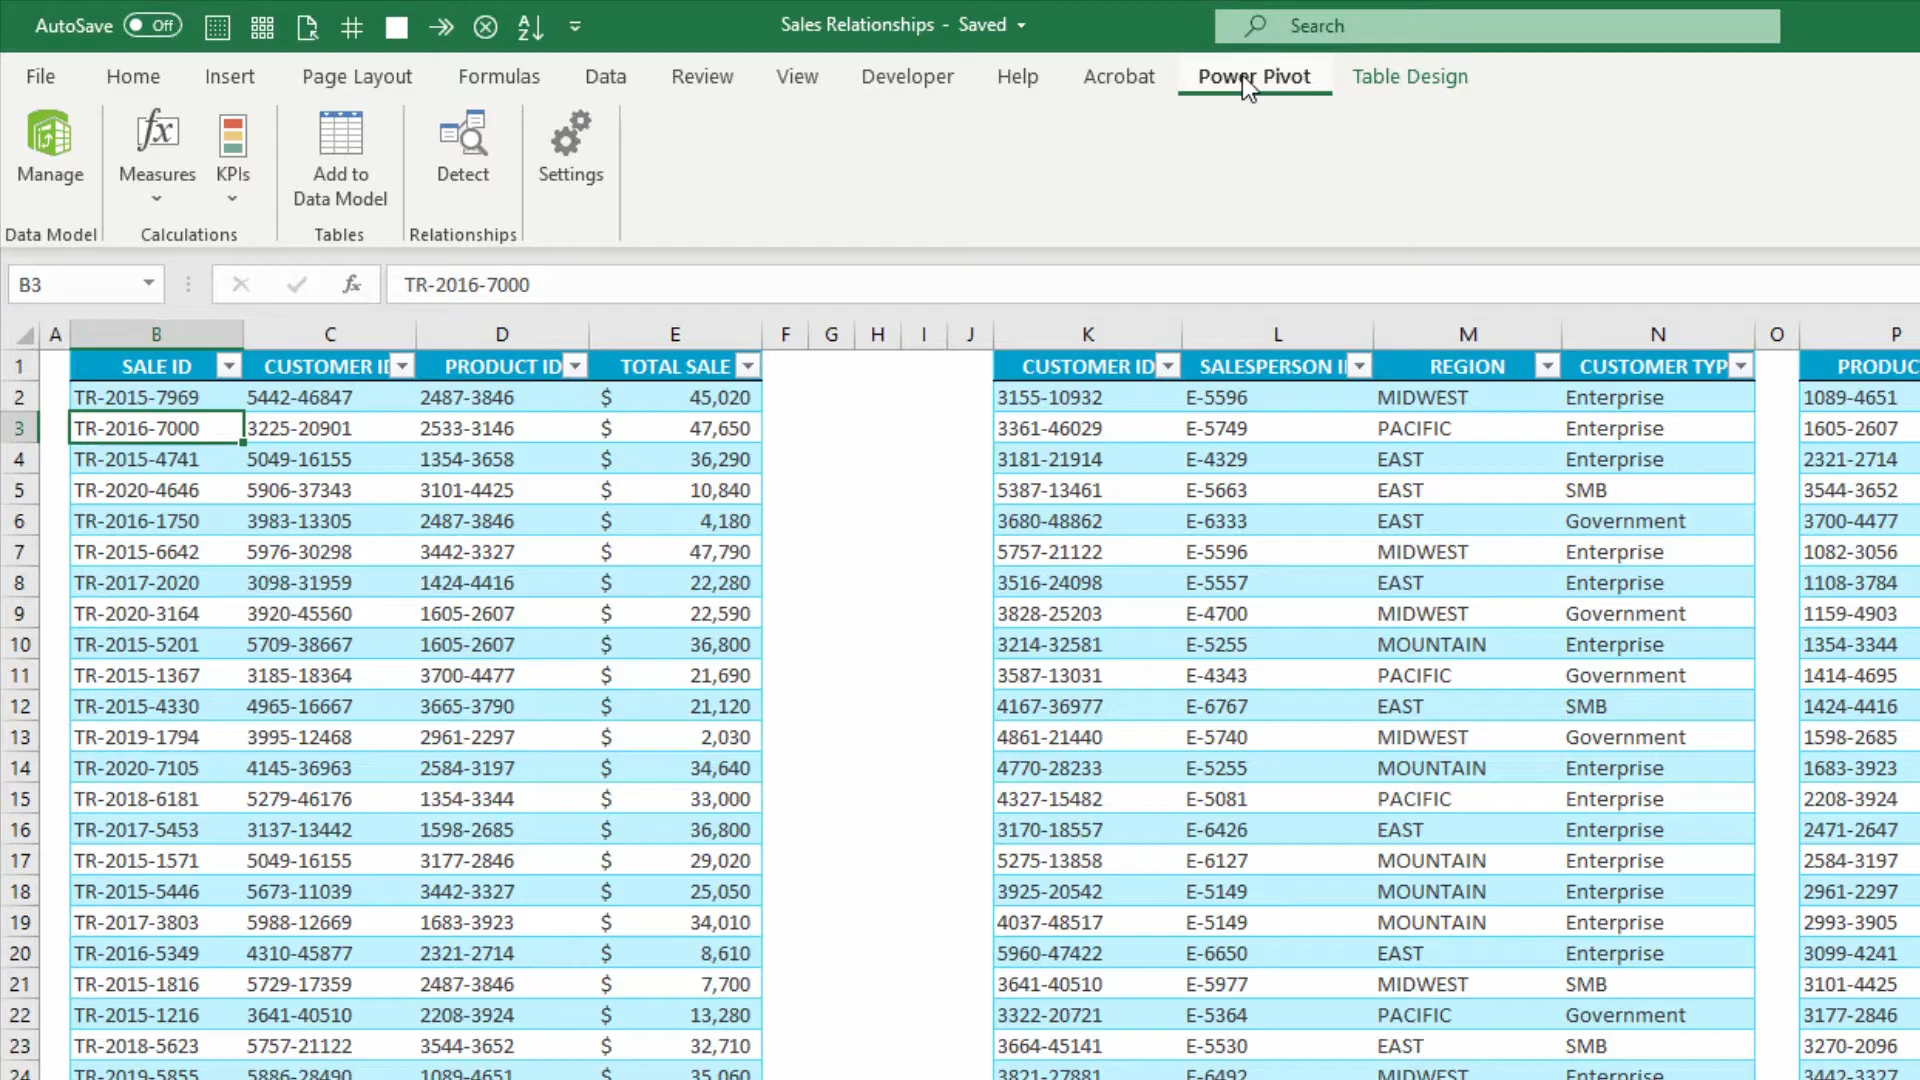 AutoSave Off Sales Relationships - Saved Search
File Home Insert Page Layout Formulas Data Review View Developer Help Acrobat Power Pivot Table Design
Manage Measures KPIs Add to Data Model Detect Settings
Data Model Calculations Tables Relationships
B3 fx TR-2016-7000
A B C D E F G H I J K L M N O P
1 SALE ID CUSTOMER ID PRODUCT ID TOTAL SALE CUSTOMER ID SALESPERSON I REGION CUSTOMER TYP PRODUC
2 TR-2015-7969 5442-46847 2487-3846 $ 45,020 3155-10932 E-5596 MIDWEST Enterprise 1089-4651
3 TR-2016-7000 3225-20901 2533-3146 $ 47,650 3361-46029 E-5749 PACIFIC Enterprise 1605-2607
4 TR-2015-4741 5049-16155 1354-3658 $ 36,290 3181-21914 E-4329 EAST Enterprise 2321-2714
5 TR-2020-4646 5906-37343 3101-4425 $ 10,840 5387-13461 E-5663 EAST SMB 3544-3652
6 TR-2016-1750 3983-13305 2487-3846 $ 4,180 3680-48862 E-6333 EAST Government 3700-4477
7 TR-2015-6642 5976-30298 3442-3327 $ 47,790 5757-21122 E-5596 MIDWEST Enterprise 1082-3056
8 TR-2017-2020 3098-31959 1424-4416 $ 22,280 3516-24098 E-5557 EAST Enterprise 1108-3784
9 TR-2020-3164 3920-45560 1605-2607 $ 22,590 3828-25203 E-4700 MIDWEST Government 1159-4903
10 TR-2015-5201 5709-38667 1605-2607 $ 36,800 3214-32581 E-5255 MOUNTAIN Enterprise 1354-3344
11 TR-2015-1367 3185-18364 3700-4477 $ 21,690 3587-13031 E-4343 PACIFIC Government 1414-4695
12 TR-2015-4330 4965-16667 3665-3790 $ 21,120 4167-36977 E-6767 EAST SMB 1424-4416
13 TR-2019-1794 3995-12468 2961-2297 $ 2,030 4861-21440 E-5740 MIDWEST Government 1598-2685
14 TR-2020-7105 4145-36963 2584-3197 $ 34,640 4770-28233 E-5255 MOUNTAIN Enterprise 1683-3923
15 TR-2018-6181 5279-46176 1354-3344 $ 33,000 4327-15482 E-5081 PACIFIC Enterprise 2208-3924
16 TR-2017-5453 3137-13442 1598-2685 $ 36,800 3170-18557 E-6426 EAST Enterprise 2471-2647
17 TR-2015-1571 5049-16155 3177-2846 $ 29,020 5275-13858 E-6127 MOUNTAIN Enterprise 2584-3197
18 TR-2015-5446 5673-11039 3442-3327 $ 25,050 3925-20542 E-5149 MOUNTAIN Enterprise 2961-2297
19 TR-2017-3803 5988-12669 1683-3923 $ 34,010 4037-48517 E-5149 MOUNTAIN Enterprise 2993-3905
20 TR-2016-5349 4310-45877 2321-2714 $ 8,610 5960-47422 E-6650 EAST Enterprise 3099-4241
21 TR-2015-1816 5729-17359 2487-3846 $ 7,700 3641-40510 E-5977 MIDWEST SMB 3101-4425
22 TR-2015-1216 3641-40510 2208-3924 $ 13,280 3322-20721 E-5364 PACIFIC Government 3177-2846
23 TR-2018-5623 5757-21122 3544-3652 $ 32,710 3664-45141 E-5530 EAST SMB 3270-2096
24 TR-2019-5855 5886-28490 1089-4651 $ 35,060 3821-27881 E-6492 MIDWEST Enterprise 3442-3327